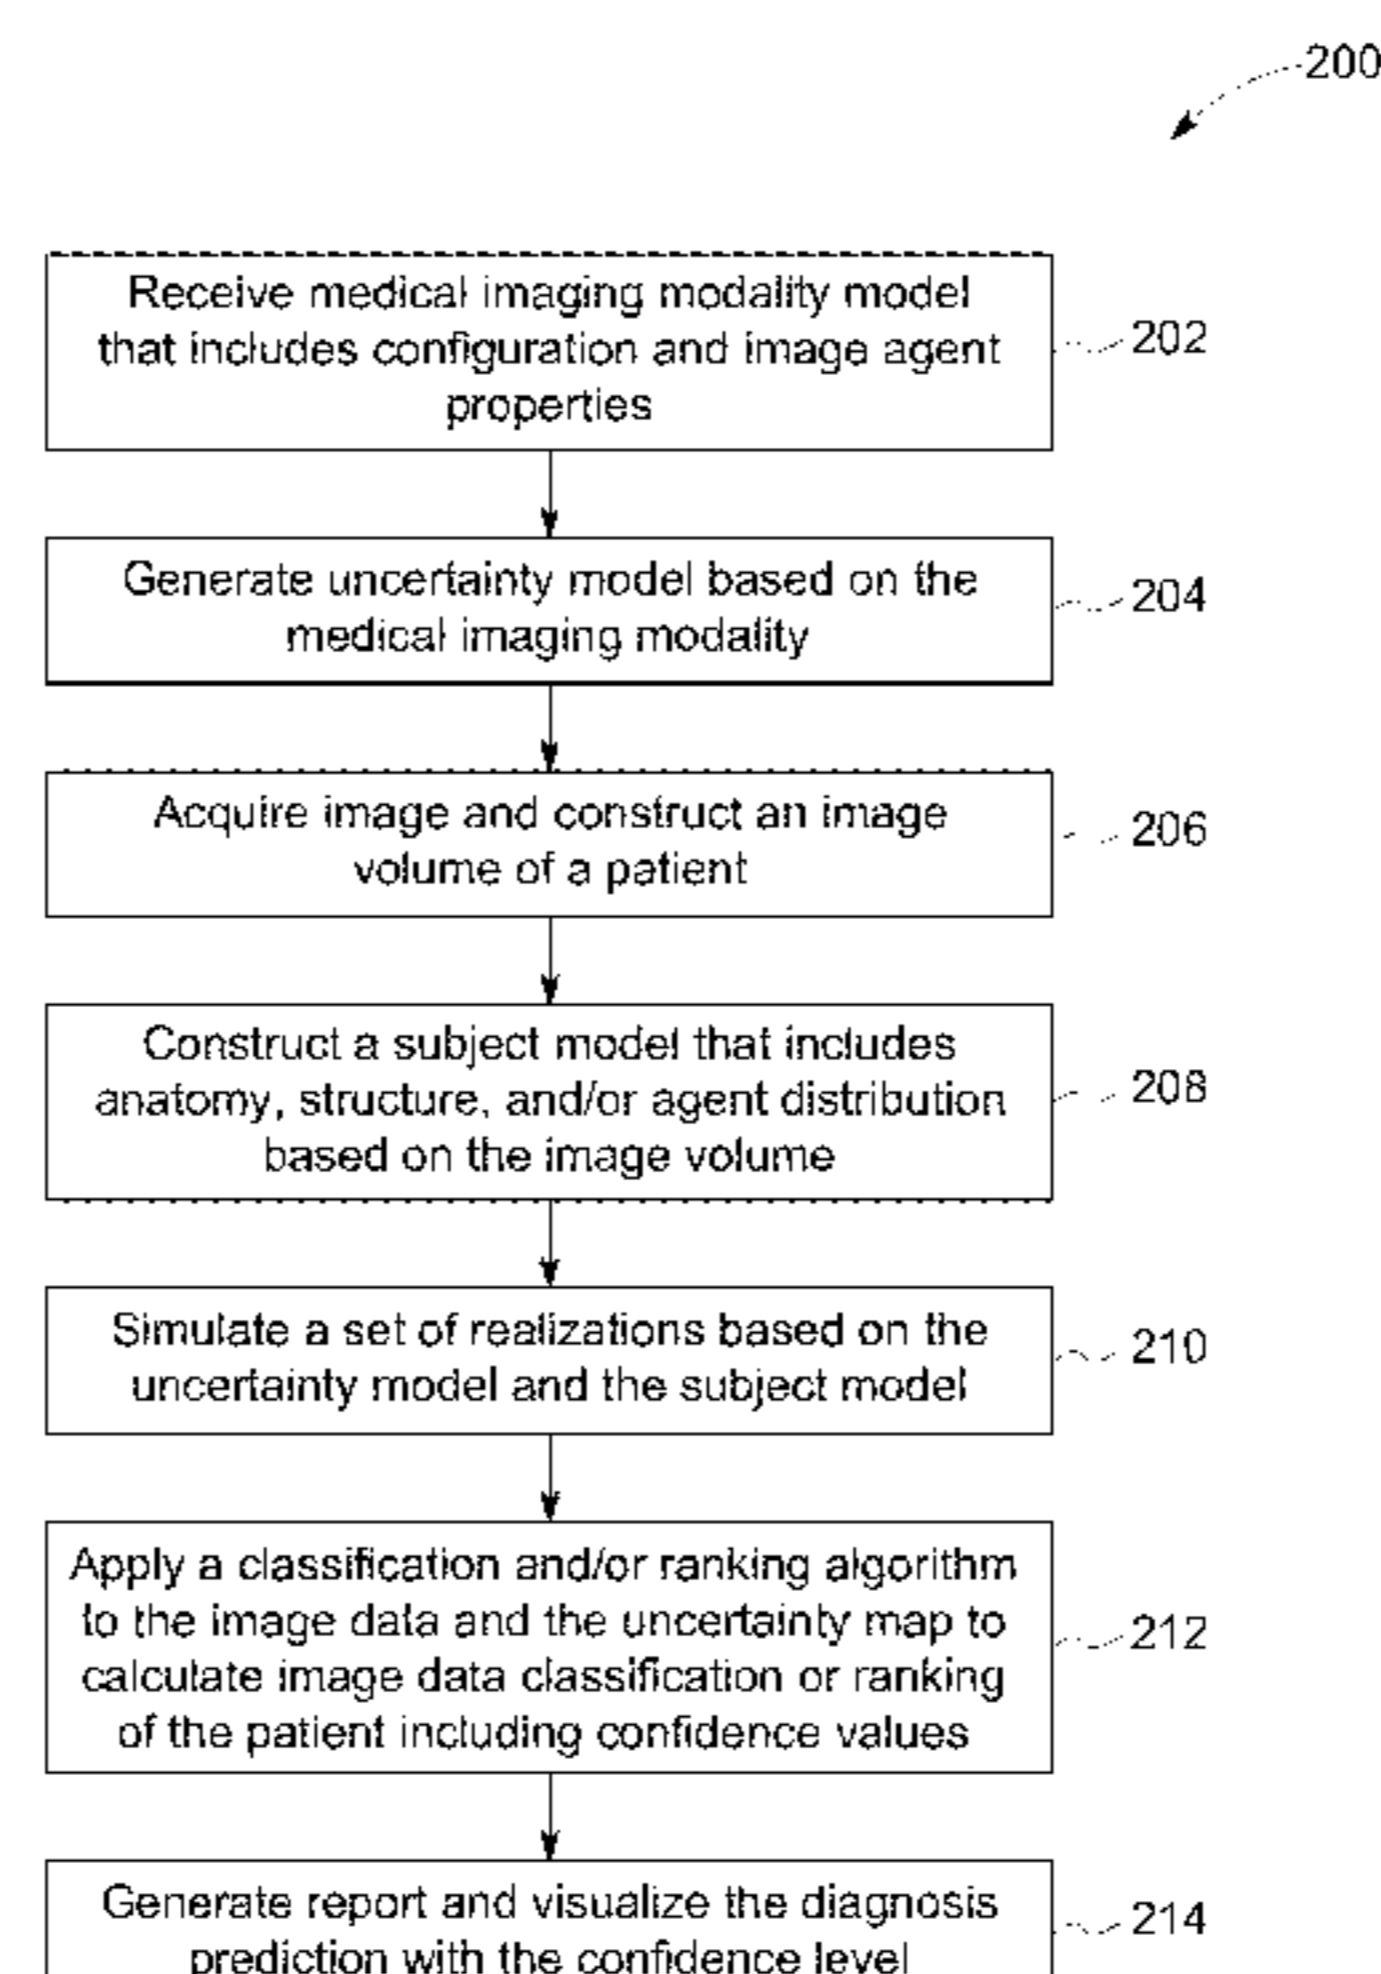 200
Receive medical imaging modality model
that includes configuration and image agent
properties
202
Generate uncertainty model based on the
medical imaging modality
204
Acquire image and construct an image
volume of a patient
206
Construct a subject model that includes
anatomy, structure, and/or agent distribution
based on the image volume
208
Simulate a set of realizations based on the
uncertainty model and the subject model
210
Apply a classification and/or ranking algorithm
to the image data and the uncertainty map to
calculate image data classification or ranking
of the patient including confidence values
212
Generate report and visualize the diagnosis
prediction with the confidence level
214